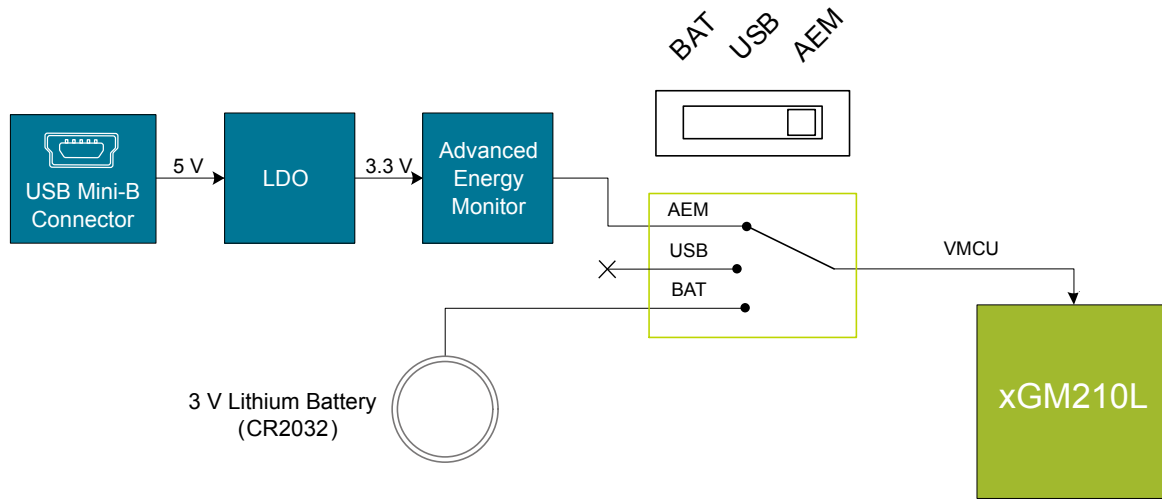 BAT USB AEM
USB Mini-B
Connector
5 V
LDO
3.3 V
Advanced
Energy
Monitor
AEM
USB
BAT
VMCU
3 V Lithium Battery
(CR2032)
xGM210L